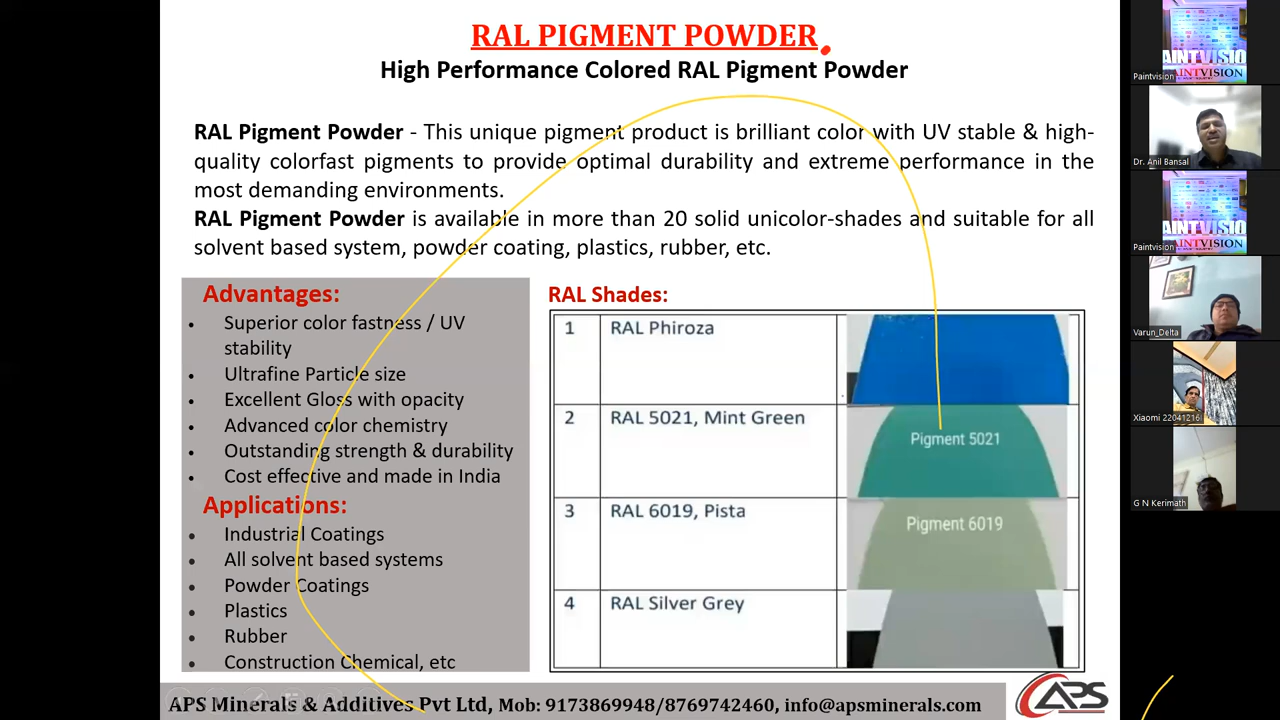 RAL PIGMENT POWDER
High Performance Colored RAL Pigment Powder
RAL Pigment Powder - This unique pigment product is brilliant color with UV stable & high-
quality colorfast pigments to provide optimal durability and extreme performance in the
most demanding environments.
RAL Pigment Powder is available in more than 20 solid unicolor-shades and suitable for all
solvent based system, powder coating, plastics, rubber, etc.
Advantages:
• Superior color fastness / UV
stability
• Ultrafine Particle size
• Excellent Gloss with opacity
• Advanced color chemistry
• Outstanding strength & durability
• Cost effective and made in India
Applications:
• Industrial Coatings
• All solvent based systems
• Powder Coatings
• Plastics
• Rubber
• Construction Chemical, etc
RAL Shades:
1 RAL Phiroza
2 RAL 5021, Mint Green
Pigment 5021
3 RAL 6019, Pista
Pigment 6019
4 RAL Silver Grey
APS Minerals & Additives Pvt Ltd, Mob: 9173869948/8769742460, info@apsminerals.com
APS
AINTVISIO
AINTVISION
Paintvision
Dr. Anil Bansal
AINTVISIO
AINTVISION
Paintvision
Varun_Delta
Xiaomi 22041216
G N Kerimath